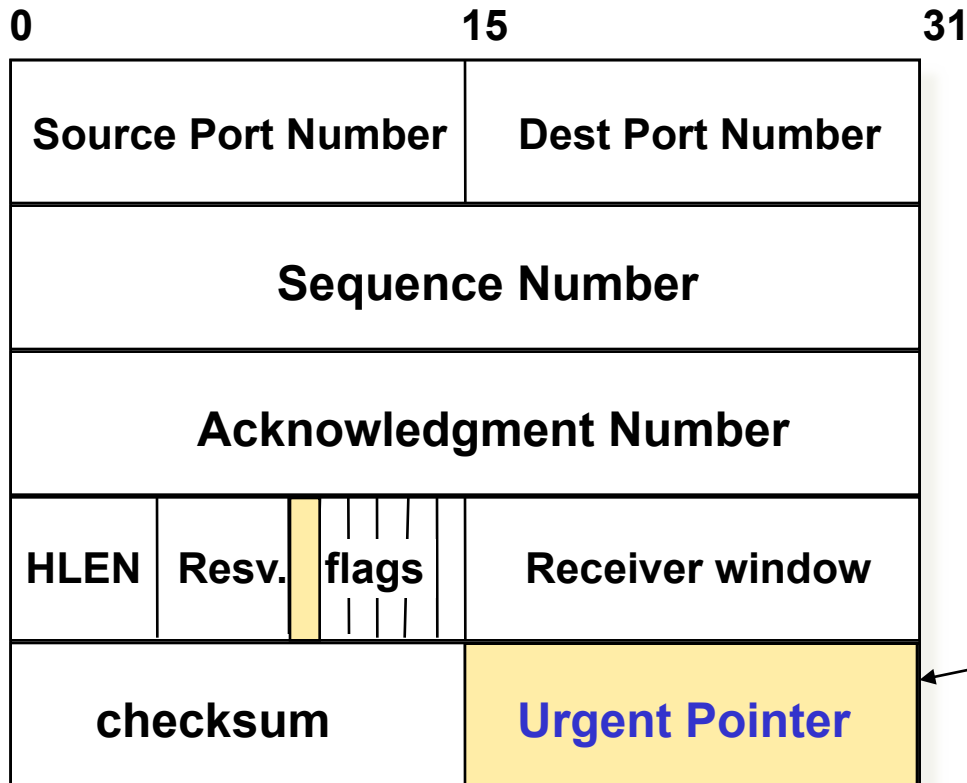 0 15 31
Source Port Number Dest Port Number
Sequence Number
Acknowledgment Number
HLEN Resv. flags Receiver window
checksum Urgent Pointer